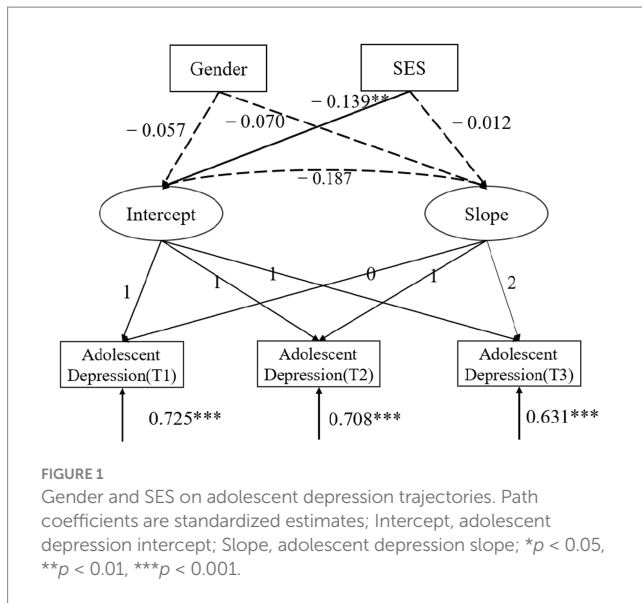 Gender
SES
− 0.139**
− 0.057
− 0.070
− 0.012
− 0.187
Intercept
Slope
1
1
1
0
1
2
Adolescent
Depression(T1)
Adolescent
Depression(T2)
Adolescent
Depression(T3)
0.725***
0.708***
0.631***
FIGURE 1
Gender and SES on adolescent depression trajectories. Path
coefficients are standardized estimates; Intercept, adolescent
depression intercept; Slope, adolescent depression slope; *p < 0.05,
**p < 0.01, ***p < 0.001.